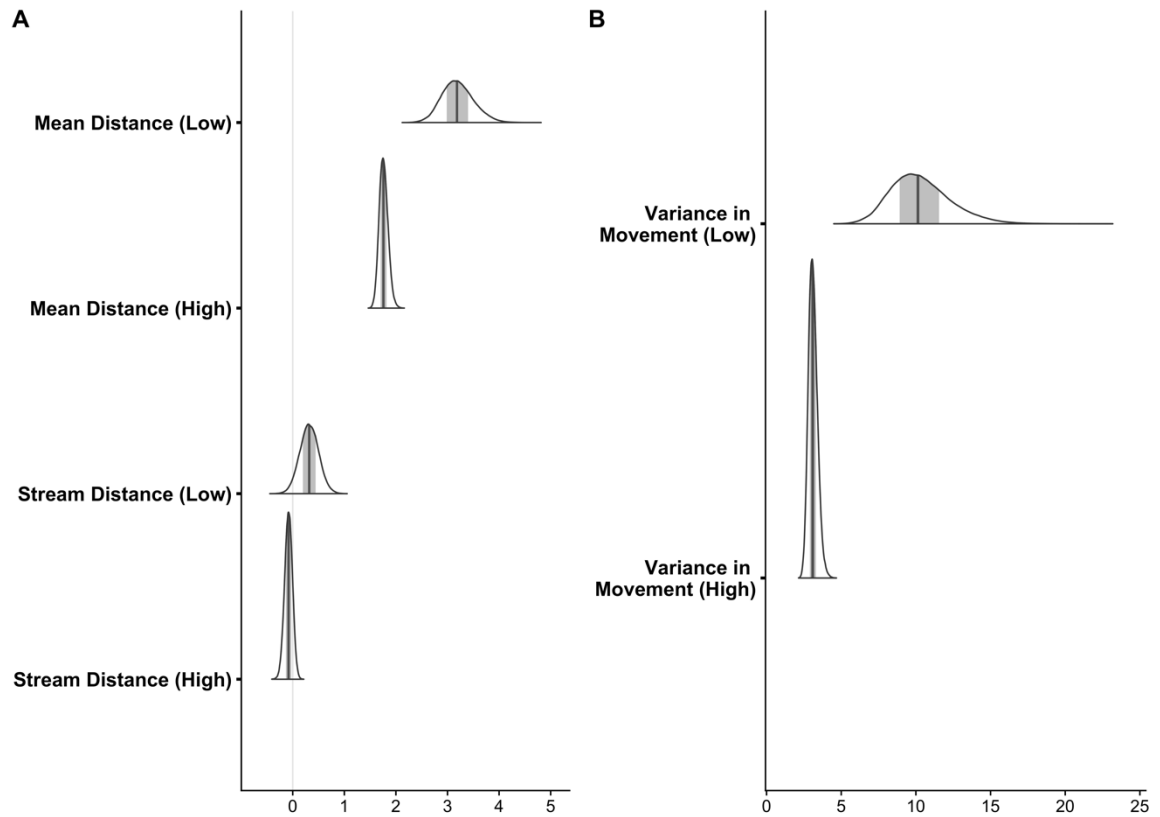 A
Mean Distance (Low)
Mean Distance (High)
Stream Distance (Low)
Stream Distance (High)
0 1 2 3 4 5
B
Variance in
Movement (Low)
Variance in
Movement (High)
0 5 10 15 20 25